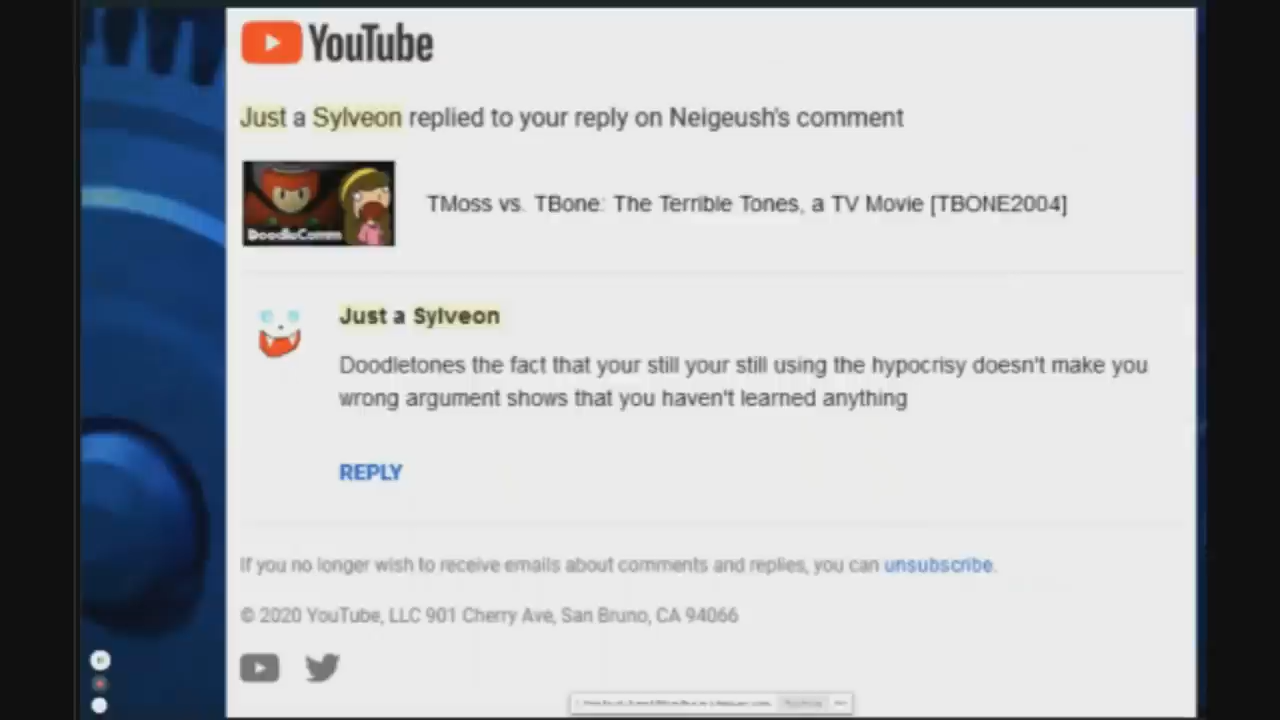 YouTube
Just a Sylveon replied to your reply on Neigeush's comment
DoodleComm
TMoss vs. TBone: The Terrible Tones, a TV Movie [TBONE2004]
Just a Sylveon
Doodletones the fact that your still your still using the hypocrisy doesn't make you
wrong argument shows that you haven't learned anything
REPLY
If you no longer wish to receive emails about comments and replies, you can unsubscribe.
© 2020 YouTube, LLC 901 Cherry Ave, San Bruno, CA 94066